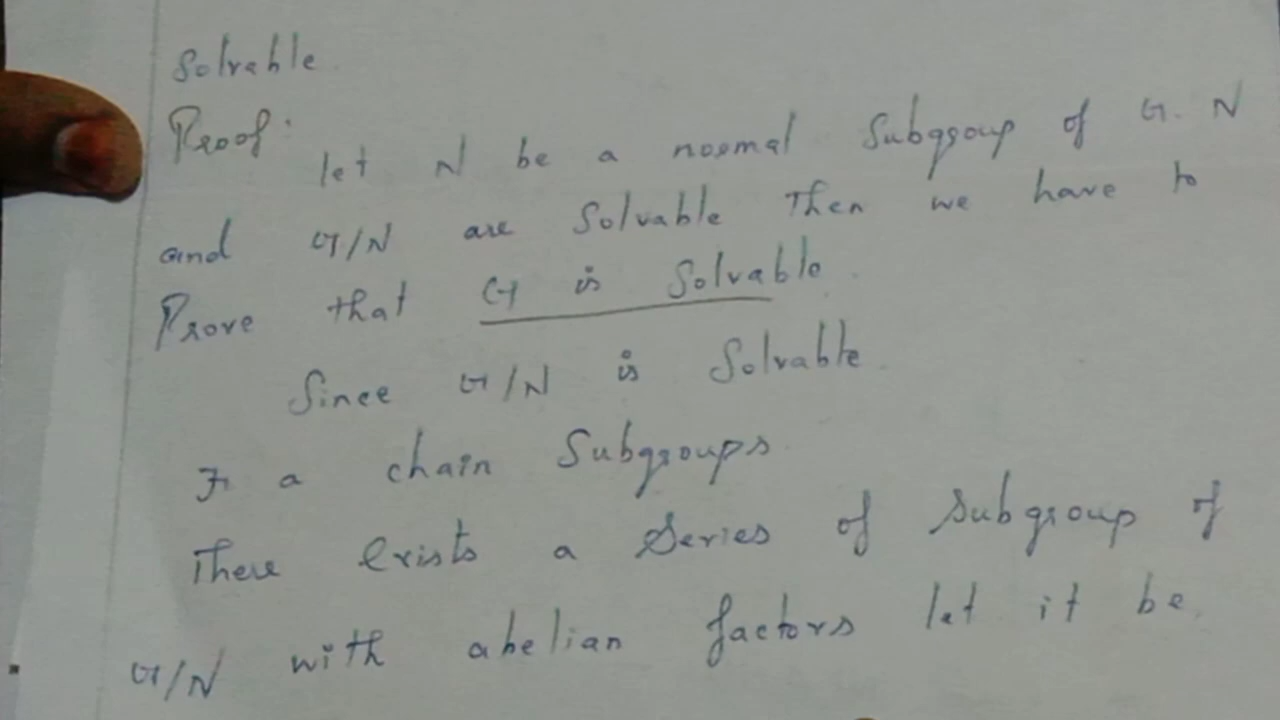 Solvable.
Proof:
let N be a normal Subgroup of G. N
and G/N are Solvable Then we have to
Prove that G is Solvable.
Since G/N is Solvable.
∃ a chain Subgroups
There exists a series of subgroup of
G/N with abelian factors let it be